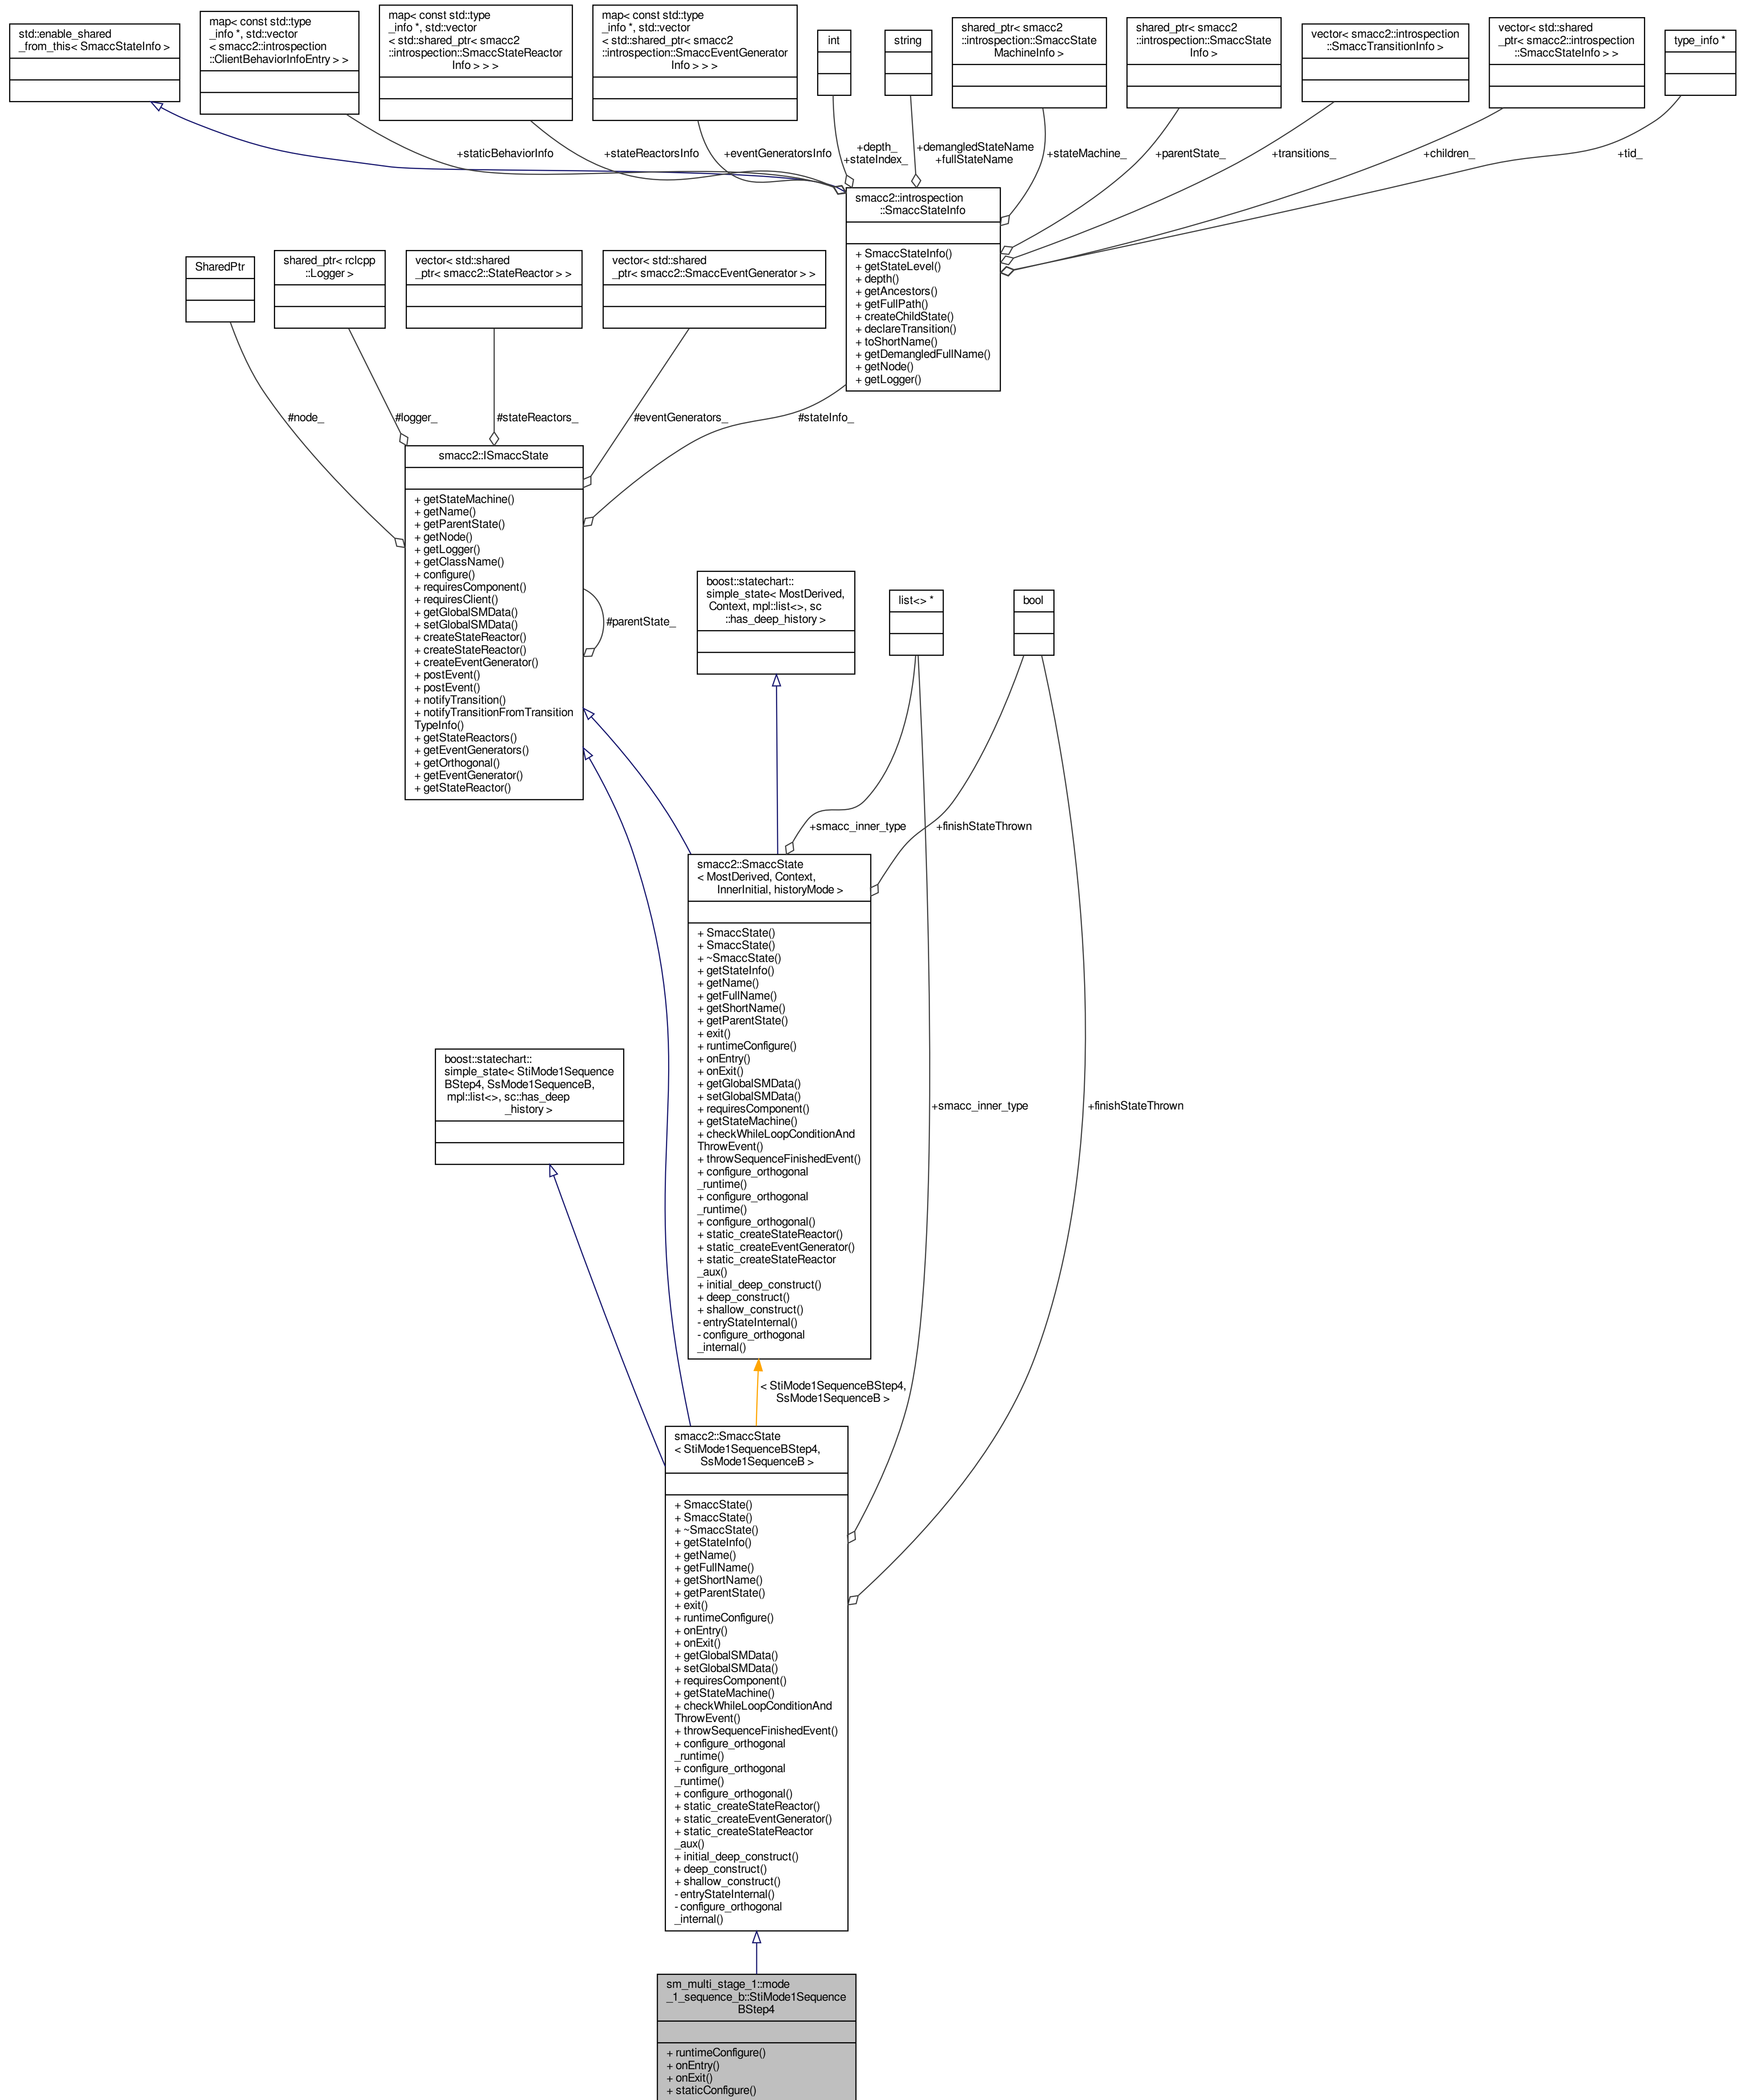 std::enable_shared
_from_this< SmaccStateInfo >
map< const std::type
_info *, std::vector
< smacc2::introspection
::ClientBehaviorInfoEntry > >
map< const std::type
_info *, std::vector
< std::shared_ptr< smacc2
::introspection::SmaccStateReactor
Info > > >
map< const std::type
_info *, std::vector
< std::shared_ptr< smacc2
::introspection::SmaccEventGenerator
Info > > >
int
string
shared_ptr< smacc2
::introspection::SmaccState
MachineInfo >
shared_ptr< smacc2
::introspection::SmaccState
Info >
vector< smacc2::introspection
::SmaccTransitionInfo >
vector< std::shared
_ptr< smacc2::introspection
::SmaccStateInfo > >
type_info *
+staticBehaviorInfo
+stateReactorsInfo
+eventGeneratorsInfo
+depth_
+stateIndex_
+demangledStateName
+fullStateName
+stateMachine_
+parentState_
+transitions_
+children_
+tid_
smacc2::introspection
::SmaccStateInfo
+ SmaccStateInfo()
+ getStateLevel()
+ depth()
+ getAncestors()
+ getFullPath()
+ createChildState()
+ declareTransition()
+ toShortName()
+ getDemangledFullName()
+ getNode()
+ getLogger()
SharedPtr
shared_ptr< rclcpp
::Logger >
vector< std::shared
_ptr< smacc2::StateReactor > >
vector< std::shared
_ptr< smacc2::SmaccEventGenerator > >
#node_
#logger_
#stateReactors_
#eventGenerators_
#stateInfo_
smacc2::ISmaccState
+ getStateMachine()
+ getName()
+ getParentState()
+ getNode()
+ getLogger()
+ getClassName()
+ configure()
+ requiresComponent()
+ requiresClient()
+ getGlobalSMData()
+ setGlobalSMData()
+ createStateReactor()
+ createStateReactor()
+ createEventGenerator()
+ postEvent()
+ postEvent()
+ notifyTransition()
+ notifyTransitionFromTransition
TypeInfo()
+ getStateReactors()
+ getEventGenerators()
+ getOrthogonal()
+ getEventGenerator()
+ getStateReactor()
#parentState_
boost::statechart::
simple_state< MostDerived,
Context, mpl::list<>, sc
::has_deep_history >
list<> *
bool
+smacc_inner_type
+finishStateThrown
smacc2::SmaccState
< MostDerived, Context,
InnerInitial, historyMode >
+ SmaccState()
+ SmaccState()
+ ~SmaccState()
+ getStateInfo()
+ getName()
+ getFullName()
+ getShortName()
+ getParentState()
+ exit()
+ runtimeConfigure()
+ onEntry()
+ onExit()
+ getGlobalSMData()
+ setGlobalSMData()
+ requiresComponent()
+ getStateMachine()
+ checkWhileLoopConditionAnd
ThrowEvent()
+ throwSequenceFinishedEvent()
+ configure_orthogonal
_runtime()
+ configure_orthogonal
_runtime()
+ configure_orthogonal()
+ static_createStateReactor()
+ static_createEventGenerator()
+ static_createStateReactor
_aux()
+ initial_deep_construct()
+ deep_construct()
+ shallow_construct()
- entryStateInternal()
- configure_orthogonal
_internal()
boost::statechart::
simple_state< StiMode1Sequence
BStep4, SsMode1SequenceB,
mpl::list<>, sc::has_deep
_history >
+smacc_inner_type
+finishStateThrown
< StiMode1SequenceBStep4,
SsMode1SequenceB >
smacc2::SmaccState
< StiMode1SequenceBStep4,
SsMode1SequenceB >
+ SmaccState()
+ SmaccState()
+ ~SmaccState()
+ getStateInfo()
+ getName()
+ getFullName()
+ getShortName()
+ getParentState()
+ exit()
+ runtimeConfigure()
+ onEntry()
+ onExit()
+ getGlobalSMData()
+ setGlobalSMData()
+ requiresComponent()
+ getStateMachine()
+ checkWhileLoopConditionAnd
ThrowEvent()
+ throwSequenceFinishedEvent()
+ configure_orthogonal
_runtime()
+ configure_orthogonal
_runtime()
+ configure_orthogonal()
+ static_createStateReactor()
+ static_createEventGenerator()
+ static_createStateReactor
_aux()
+ initial_deep_construct()
+ deep_construct()
+ shallow_construct()
- entryStateInternal()
- configure_orthogonal
_internal()
sm_multi_stage_1::mode
_1_sequence_b::StiMode1Sequence
BStep4
+ runtimeConfigure()
+ onEntry()
+ onExit()
+ staticConfigure()